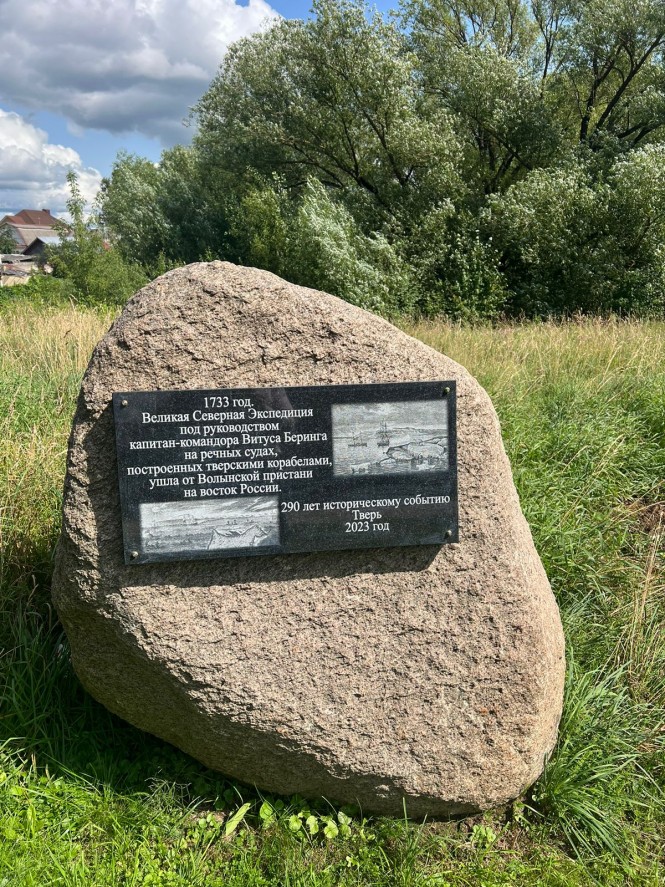 1733 год.
Великая Северная Экспедиция
под руководством
капитан-командора Витуса Беринга
на речных судах,
построенных тверскими корабелами,
ушла от Волынской пристани
на восток России.
290 лет историческому событию
Тверь
2023 год